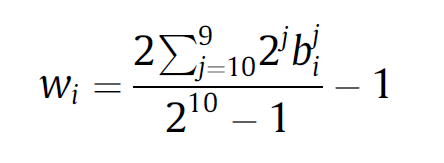 $w_i = \frac{2\sum_{j=10}^{9} 2^j b_i^j}{2^{10} - 1} - 1$